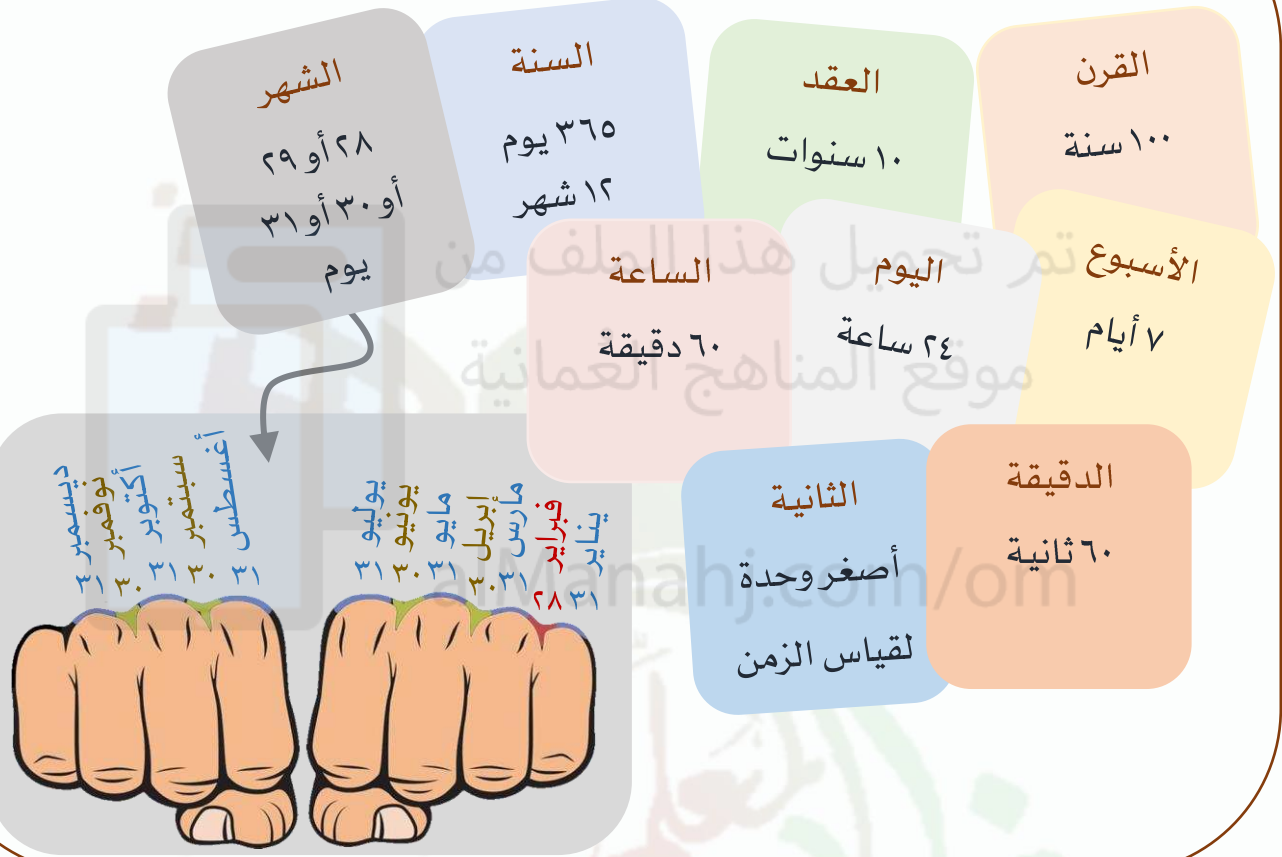 القرن
١٠٠ سنة
العقد
١٠ سنوات
السنة
٣٦٥ يوم
١٢ شهر
الشهر
٢٨ أو ٢٩
أو ٣٠ أو ٣١
يوم
الأسبوع
٧ أيام
اليوم
٢٤ ساعة
الساعة
٦٠ دقيقة
الدقيقة
٦٠ ثانية
الثانية
أصغر وحدة
لقياس الزمن
يناير ٣١
فبراير ٢٨
مارس ٣١
أبريل ٣٠
مايو ٣١
يونيو ٣٠
يوليو ٣١
أغسطس ٣١
سبتمبر ٣٠
أكتوبر ٣١
نوفمبر ٣٠
ديسمبر ٣١
تم تحميل هذا الملف من
موقع المناهج العمانية
alManahj.com/om